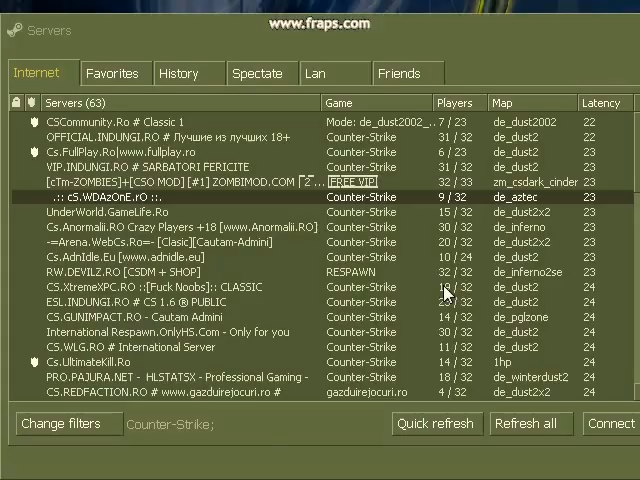 www.fraps.com
Servers
Internet Favorites History Spectate Lan Friends
Servers (63) Game Players Map Latency
CSCommunity.Ro # Classic 1 Mode: de_dust2002_... 7 / 23 de_dust2002 22
OFFICIAL.INDUNGI.RO # Лучшие из лучших 18+ Counter-Strike 31 / 32 de_dust2 22
Cs.FullPlay.Ro|www.fullplay.ro Counter-Strike 6 / 23 de_dust2 23
VIP.INDUNGI.RO # SARBATORI FERICITE Counter-Strike 31 / 32 de_dust2 23
[cTm-ZOMBIES]+[CSO MOD] [#1] ZOMBIMOD.COM 2 ... FREE VIP 32 / 33 zm_csdark_cinder 23
.:: cS.WDAzOnE.rO ::. Counter-Strike 9 / 32 de_aztec 23
UnderWorld.GameLife.Ro Counter-Strike 15 / 32 de_dust2x2 23
Cs.Anormalii.RO Crazy Players +18 [www.Anormalii.RO] Counter-Strike 30 / 32 de_inferno 23
-=Arena.WebCs.Ro=- [Clasic][Cautam-Admini] Counter-Strike 20 / 32 de_dust2x2 23
Cs.AdnIdle.Eu [www.adnidle.eu] Counter-Strike 10 / 24 de_dust2 23
RW.DEVILZ.RO [CSDM + SHOP] RESPAWN 32 / 32 de_inferno2se 23
CS.XtremeXPC.RO ::[Fuck Noobs]:: CLASSIC Counter-Strike / 32 de_dust2 24
ESL.INDUNGI.RO # CS 1.6 ® PUBLIC Counter-Strike / 32 de_dust2 24
CS.GUNIMPACT.RO - Cautam Admini Counter-Strike 14 / 32 de_pglzone 24
International Respawn.OnlyHS.Com - Only for you Counter-Strike 30 / 32 de_dust2 24
CS.WLG.RO # International Server Counter-Strike 11 / 32 de_dust2 24
Cs.UltimateKill.Ro Counter-Strike 14 / 32 1hp 24
PRO.PAJURA.NET - HLSTATSX - Professional Gaming - Counter-Strike 18 / 32 de_winterdust2 24
CS.REDFACTION.RO # www.gazduirejocuri.ro # gazduirejocuri.ro 4 / 32 de_dust2x2 24
Change filters Counter-Strike; Quick refresh Refresh all Connect